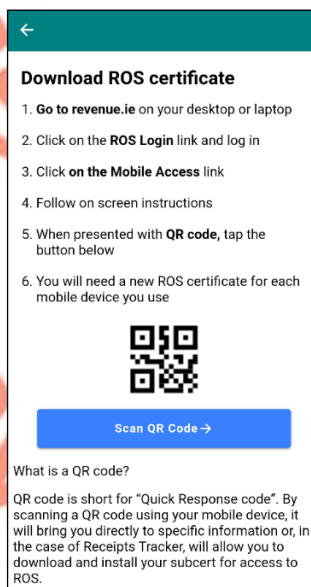 Download ROS certificate
1. Go to revenue.ie on your desktop or laptop
2. Click on the ROS Login link and log in
3. Click on the Mobile Access link
4. Follow on screen instructions
5. When presented with QR code, tap the
button below
6. You will need a new ROS certificate for each
mobile device you use
Scan QR Code→
What is a QR code?
QR code is short for “Quick Response code”. By
scanning a QR code using your mobile device, it
will bring you directly to specific information or, in
the case of Receipts Tracker, will allow you to
download and install your subcert for access to
ROS.